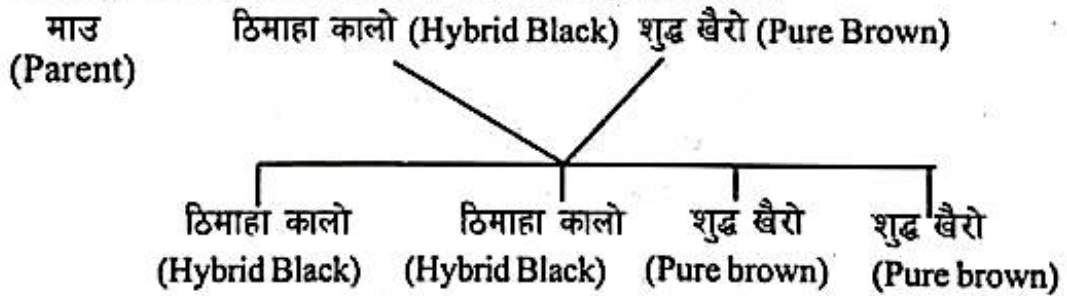 माउ ठिमाहा कालो (Hybrid Black) शुद्ध खैरो (Pure Brown)
(Parent)
ठिमाहा कालो ठिमाहा कालो शुद्ध खैरो शुद्ध खैरो
(Hybrid Black) (Hybrid Black) (Pure brown) (Pure brown)